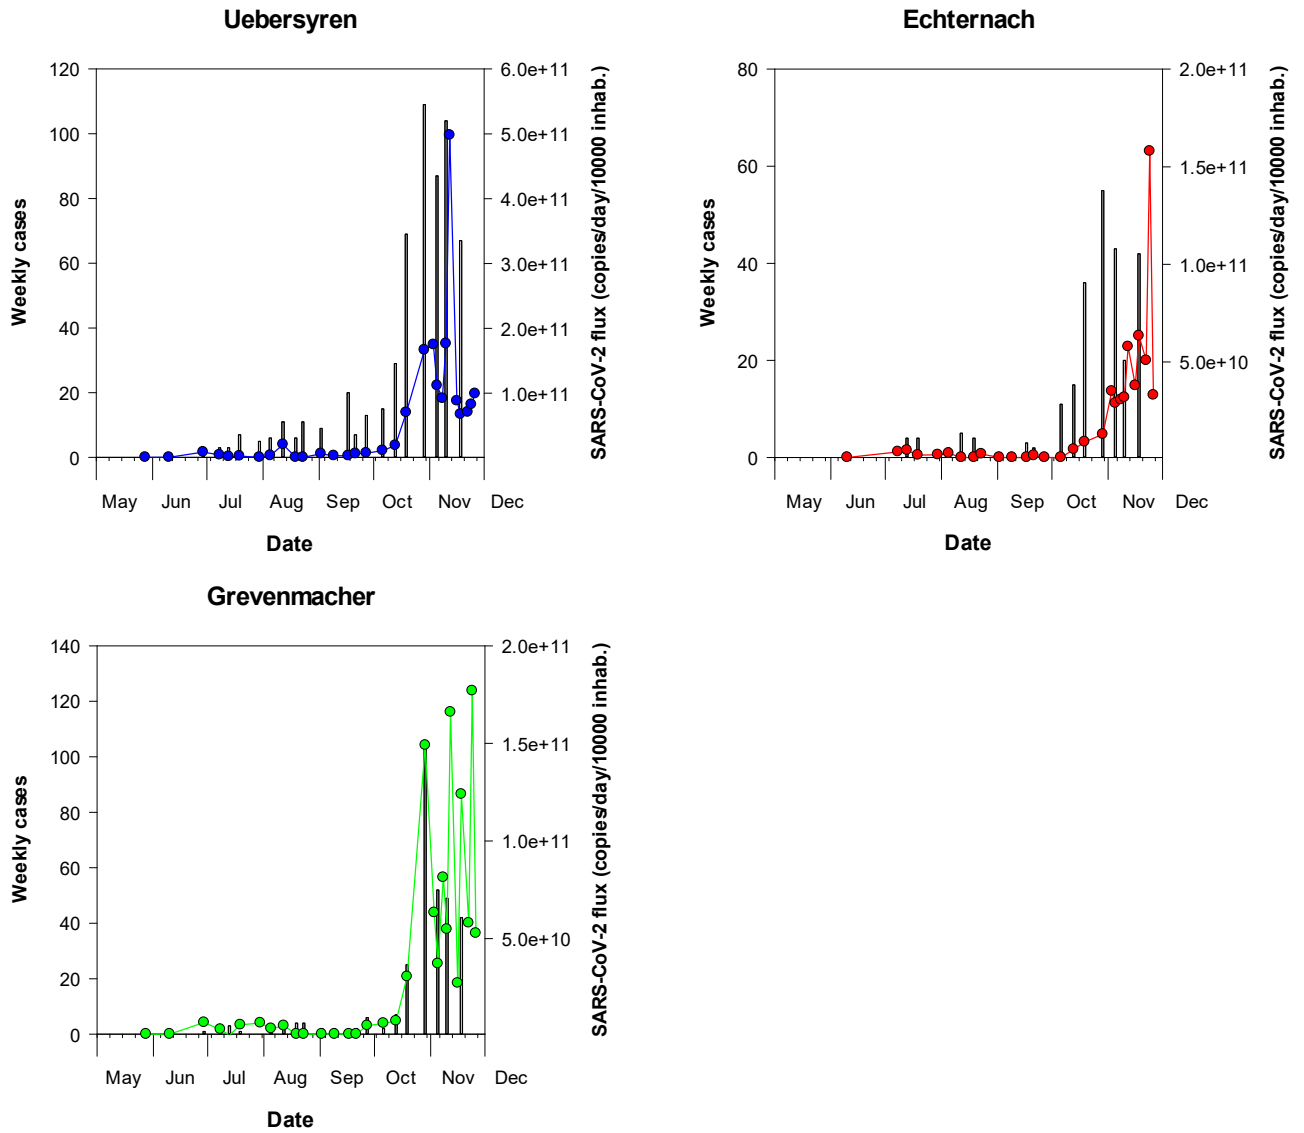 Uebersyren
120
100
80
60
40
20
0
6.0e+11
5.0e+11
4.0e+11
3.0e+11
2.0e+11
1.0e+11
Weekly cases
SARS-CoV-2 flux (copies/day/10000 inhab.)
May Jun Jul Aug Sep Oct Nov Dec
Date
Echternach
80
60
40
20
0
2.0e+11
1.5e+11
1.0e+11
5.0e+10
Weekly cases
SARS-CoV-2 flux (copies/day/10000 inhab.)
May Jun Jul Aug Sep Oct Nov Dec
Date
Grevenmacher
140
120
100
80
60
40
20
0
2.0e+11
1.5e+11
1.0e+11
5.0e+10
Weekly cases
SARS-CoV-2 flux (copies/day/10000 inhab.)
May Jun Jul Aug Sep Oct Nov Dec
Date